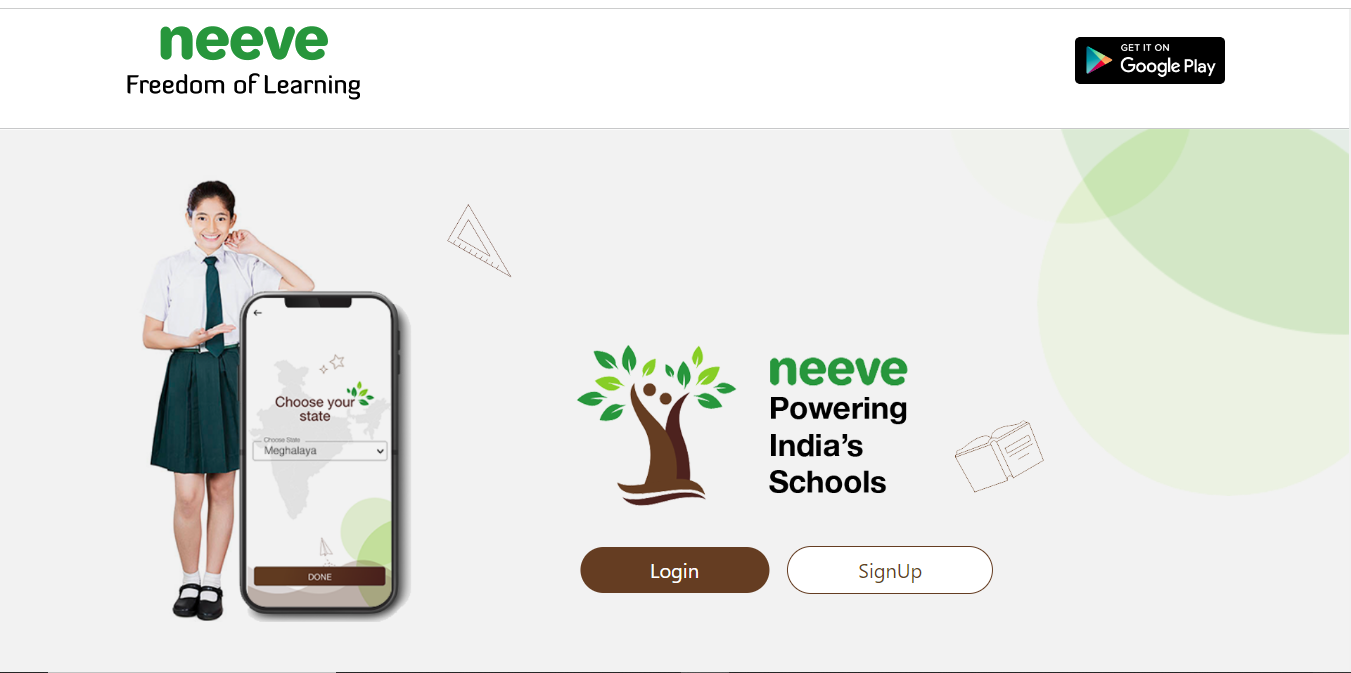 neeve
Freedom of Learning
GET IT ON
Google Play
Choose your
state
Choose State
Meghalaya
DONE
neeve
Powering
India's
Schools
Login
SignUp